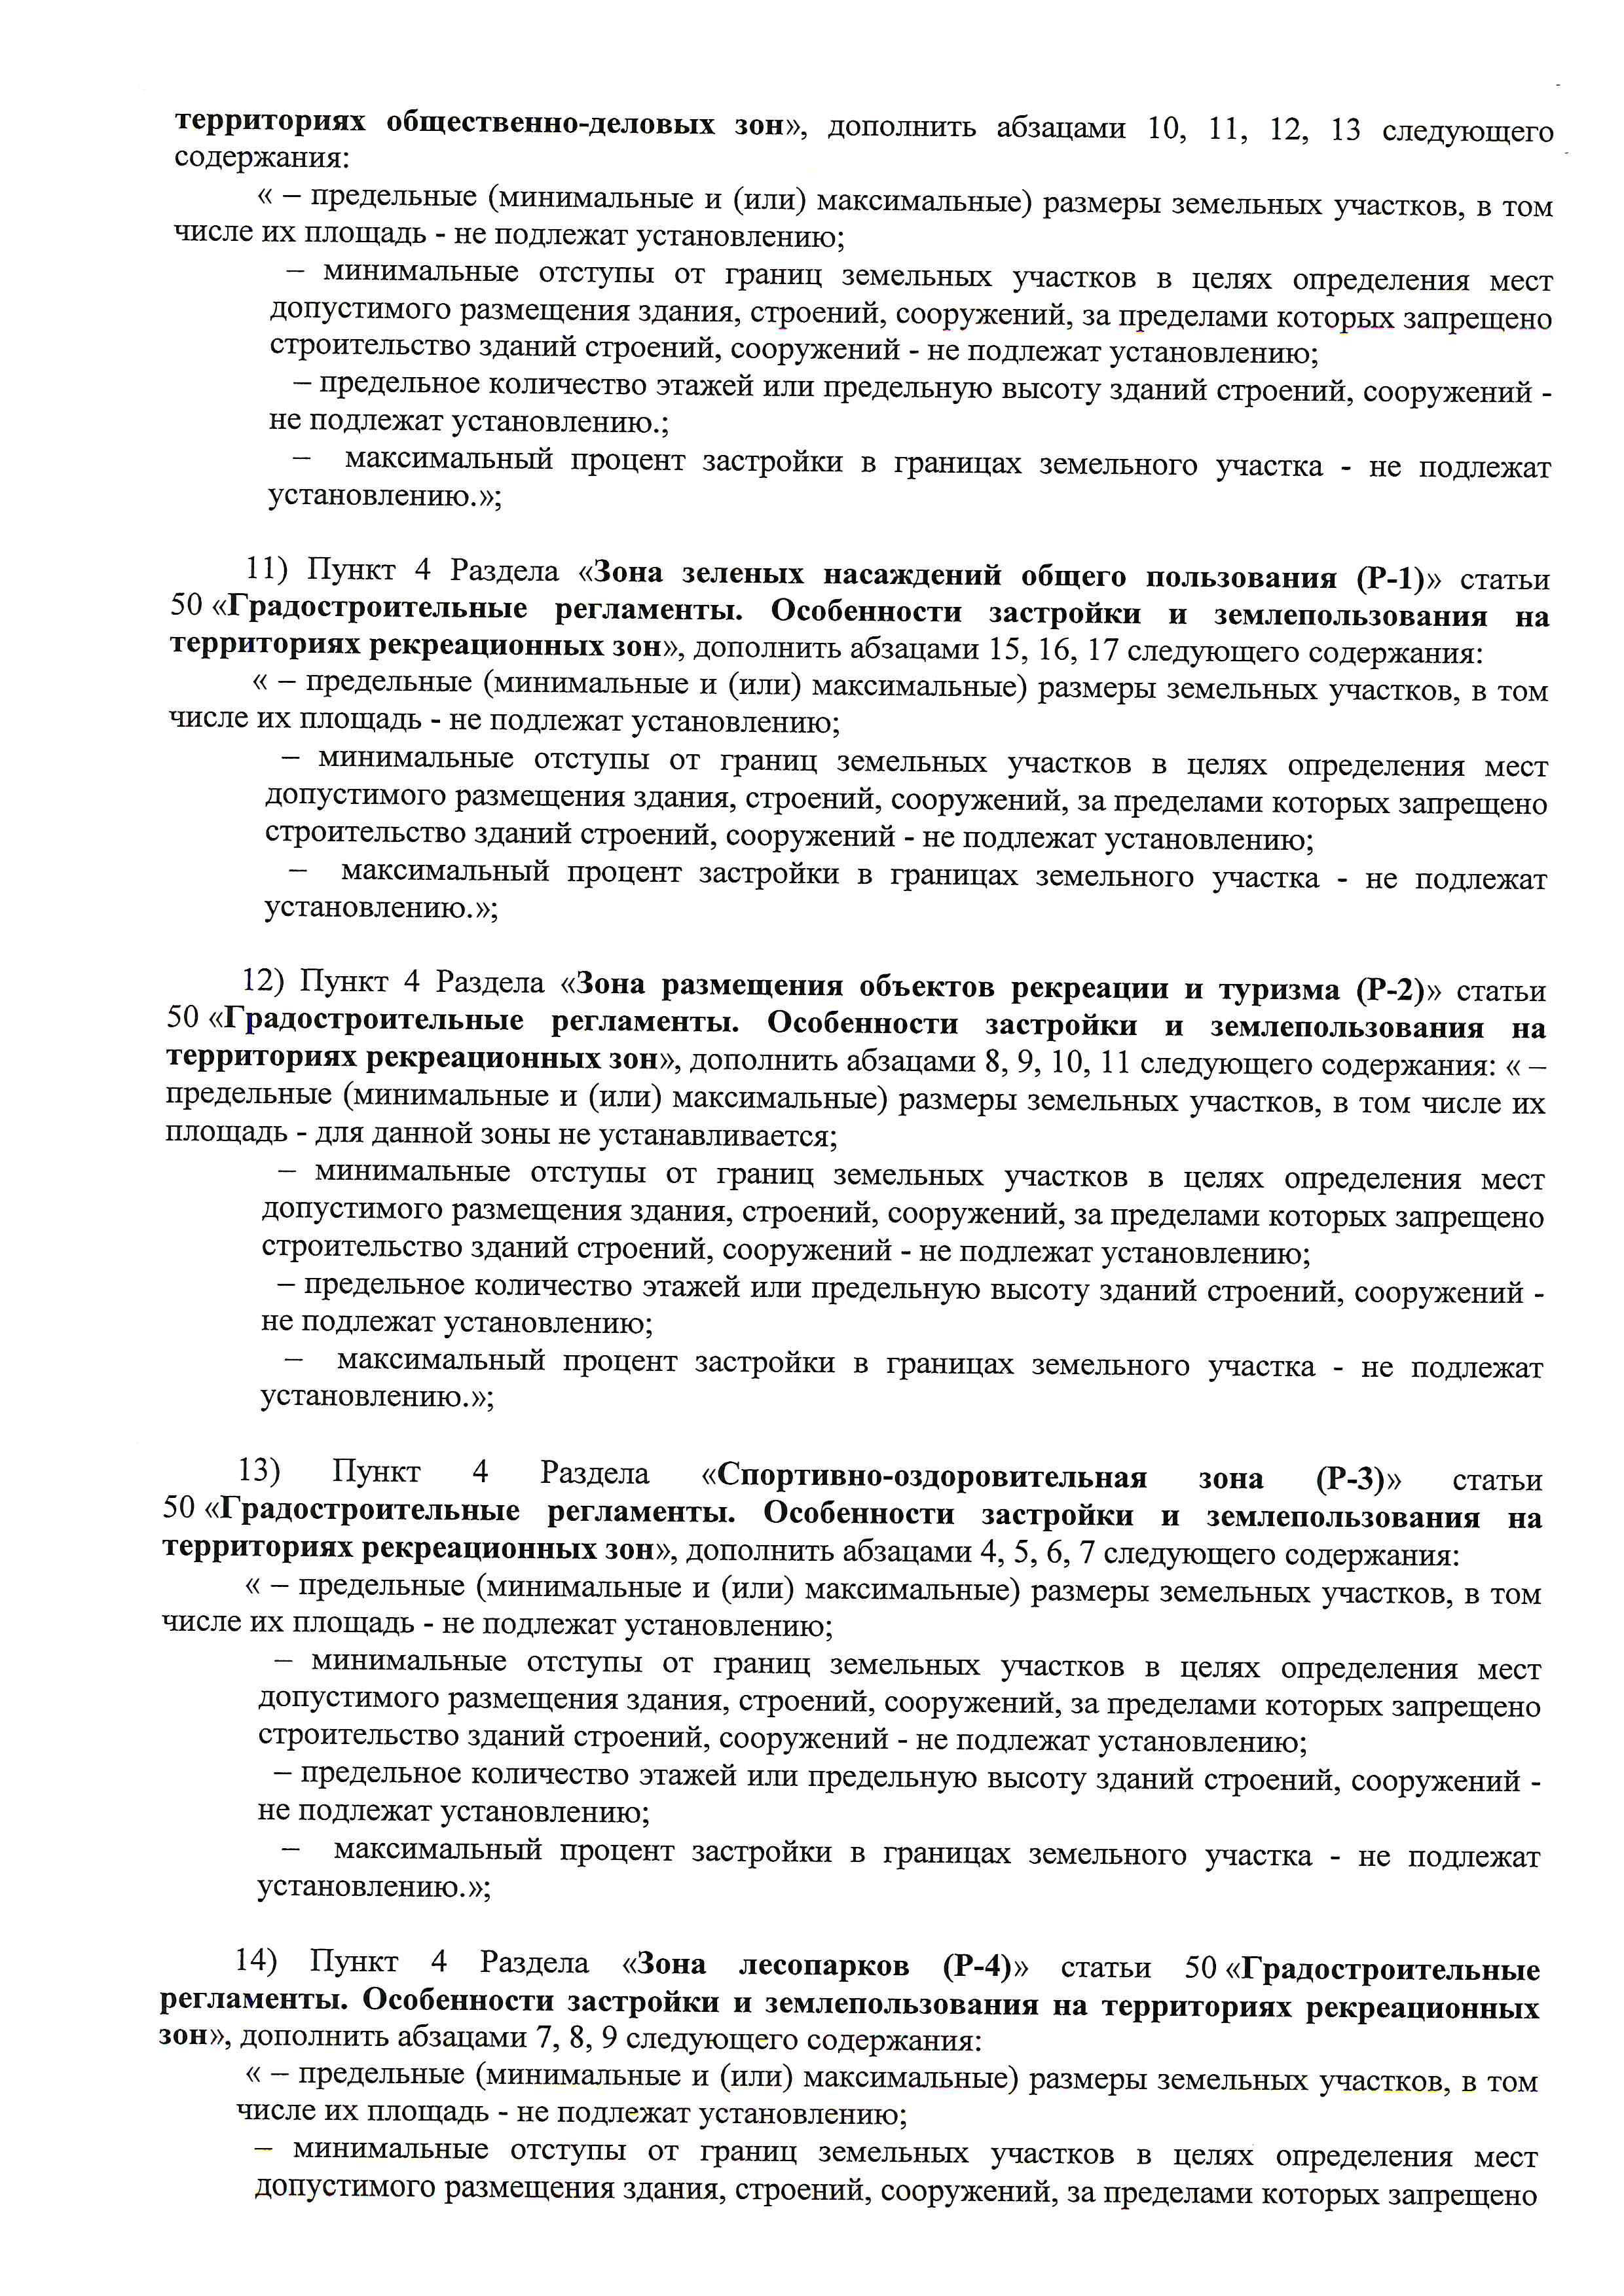 территориях общественно-деловых зон», дополнить абзацами 10, 11, 12, 13 следующего
содержания:
« – предельные (минимальные и (или) максимальные) размеры земельных участков, в том
числе их площадь - не подлежат установлению;
– минимальные отступы от границ земельных участков в целях определения мест
допустимого размещения здания, строений, сооружений, за пределами которых запрещено
строительство зданий строений, сооружений - не подлежат установлению;
– предельное количество этажей или предельную высоту зданий строений, сооружений -
не подлежат установлению.;
– максимальный процент застройки в границах земельного участка - не подлежат
установлению.»;
11) Пункт 4 Раздела «Зона зеленых насаждений общего пользования (Р-1)» статьи
50 «Градостроительные регламенты. Особенности застройки и землепользования на
территориях рекреационных зон», дополнить абзацами 15, 16, 17 следующего содержания:
« – предельные (минимальные и (или) максимальные) размеры земельных участков, в том
числе их площадь - не подлежат установлению;
– минимальные отступы от границ земельных участков в целях определения мест
допустимого размещения здания, строений, сооружений, за пределами которых запрещено
строительство зданий строений, сооружений - не подлежат установлению;
– максимальный процент застройки в границах земельного участка - не подлежат
установлению.»;
12) Пункт 4 Раздела «Зона размещения объектов рекреации и туризма (Р-2)» статьи
50 «Градостроительные регламенты. Особенности застройки и землепользования на
территориях рекреационных зон», дополнить абзацами 8, 9, 10, 11 следующего содержания: « –
предельные (минимальные и (или) максимальные) размеры земельных участков, в том числе их
площадь - для данной зоны не устанавливается;
– минимальные отступы от границ земельных участков в целях определения мест
допустимого размещения здания, строений, сооружений, за пределами которых запрещено
строительство зданий строений, сооружений - не подлежат установлению;
– предельное количество этажей или предельную высоту зданий строений, сооружений -
не подлежат установлению;
– максимальный процент застройки в границах земельного участка - не подлежат
установлению.»;
13) Пункт 4 Раздела «Спортивно-оздоровительная зона (Р-3)» статьи
50 «Градостроительные регламенты. Особенности застройки и землепользования на
территориях рекреационных зон», дополнить абзацами 4, 5, 6, 7 следующего содержания:
« – предельные (минимальные и (или) максимальные) размеры земельных участков, в том
числе их площадь - не подлежат установлению;
– минимальные отступы от границ земельных участков в целях определения мест
допустимого размещения здания, строений, сооружений, за пределами которых запрещено
строительство зданий строений, сооружений - не подлежат установлению;
– предельное количество этажей или предельную высоту зданий строений, сооружений -
не подлежат установлению;
– максимальный процент застройки в границах земельного участка - не подлежат
установлению.»;
14) Пункт 4 Раздела «Зона лесопарков (Р-4)» статьи 50 «Градостроительные
регламенты. Особенности застройки и землепользования на территориях рекреационных
зон», дополнить абзацами 7, 8, 9 следующего содержания:
« – предельные (минимальные и (или) максимальные) размеры земельных участков, в том
числе их площадь - не подлежат установлению;
– минимальные отступы от границ земельных участков в целях определения мест
допустимого размещения здания, строений, сооружений, за пределами которых запрещено